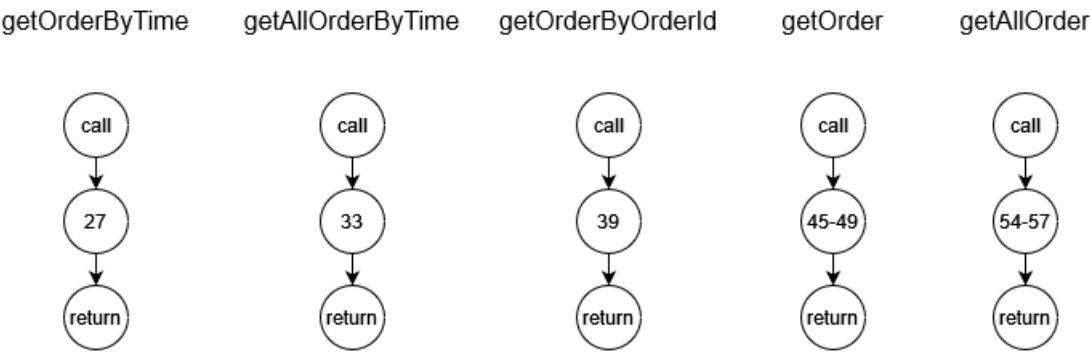 getOrderByTime getAllOrderByTime getOrderByOrderId getOrder getAllOrder
call call call call call
27 33 39 45-49 54-57
return return return return return